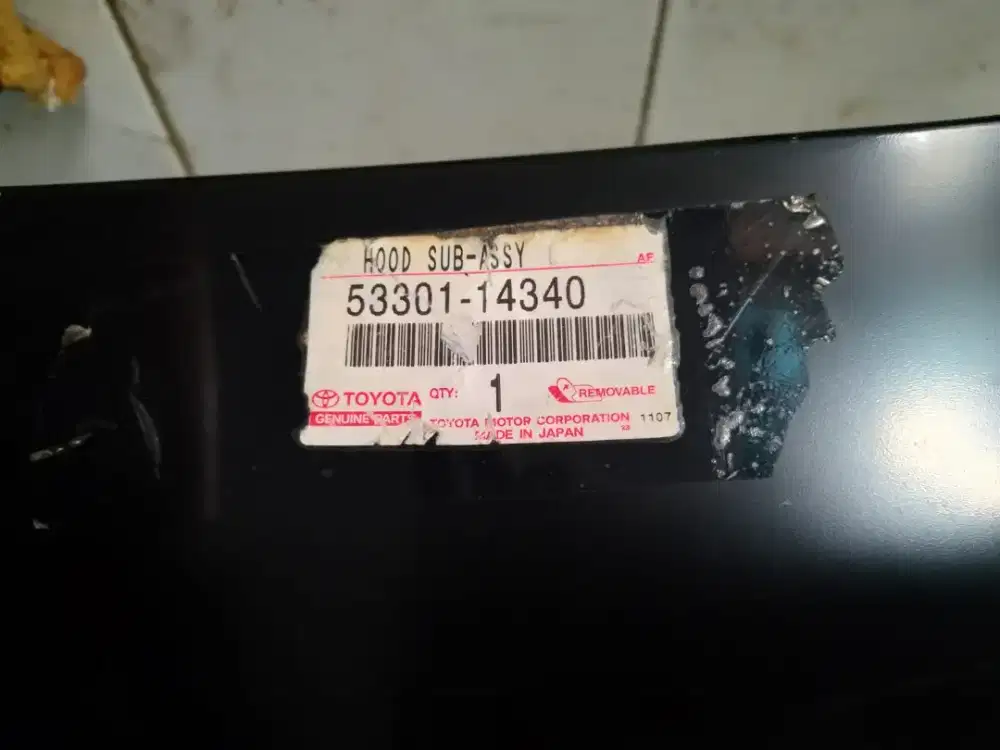 HOOD SUB-ASSY
AF
53301-14340
TOYOTA QTY: 1 REMOVABLE
GENUINE PARTS TOYOTA MOTOR CORPORATION 1107
MADE IN JAPAN